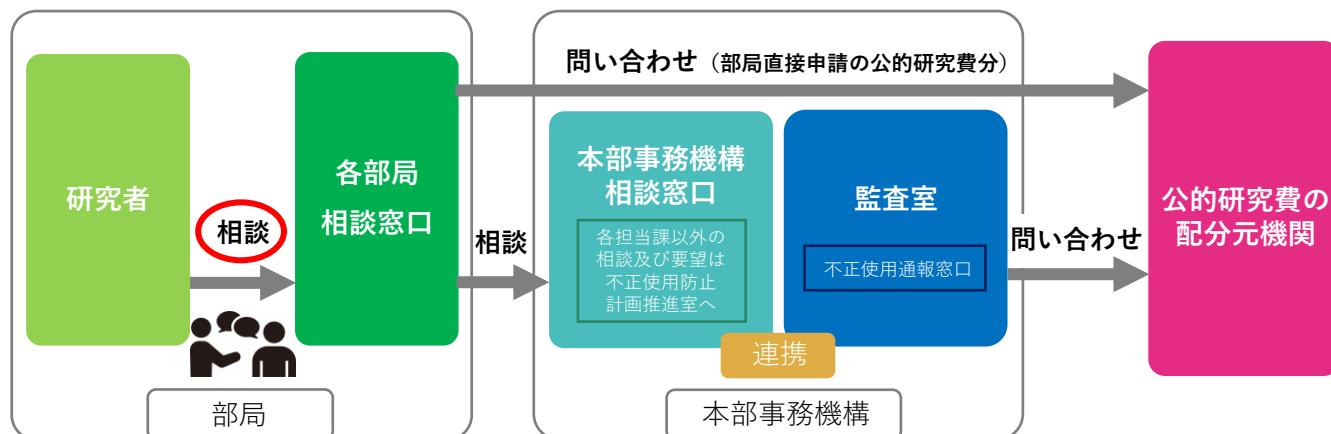 問い合わせ（部局直接申請の公的研究費分）
研究者
相談
各部局
相談窓口
相談
本部事務機構
相談窓口
各担当課以外の
相談及び要望は
不正使用防止
計画推進室へ
監査室
不正使用通報窓口
連携
問い合わせ
公的研究費の
配分元機関
部局
本部事務機構